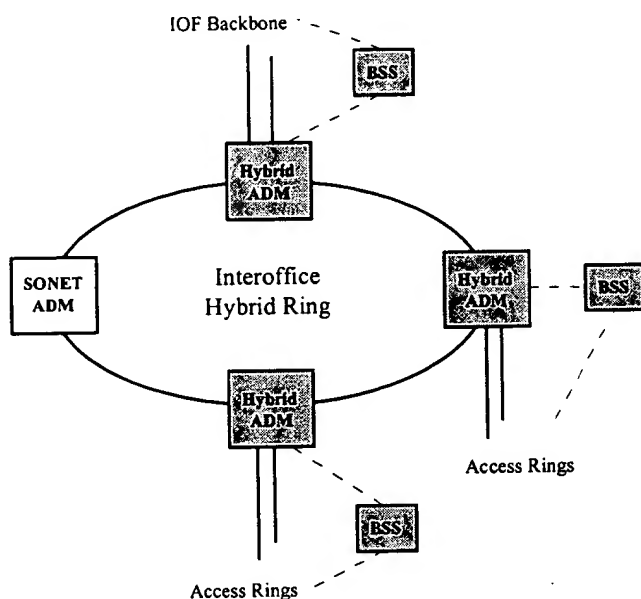 IOF Backbone
BSS
Hybrid
ADM
SONET
ADM
Interoffice
Hybrid Ring
Hybrid
ADM
BSS
Hybrid
ADM
Access Rings
BSS
Access Rings